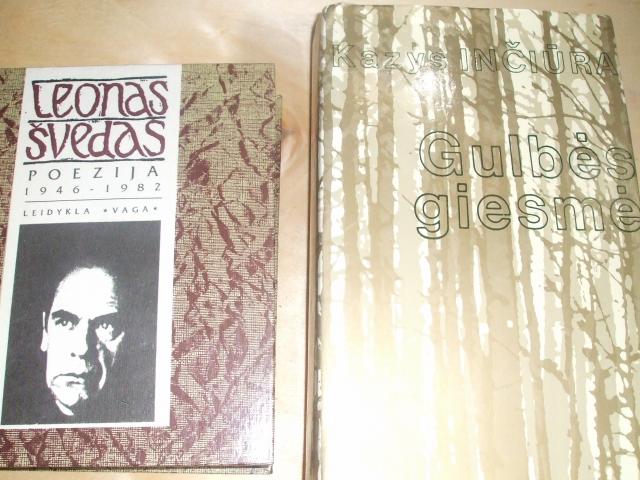 Leonas
Švedas
POEZIJA
1946-1982
LEIDYKLA *VAGA*
Kazys INČIŪRA
Gulbės
giesmė